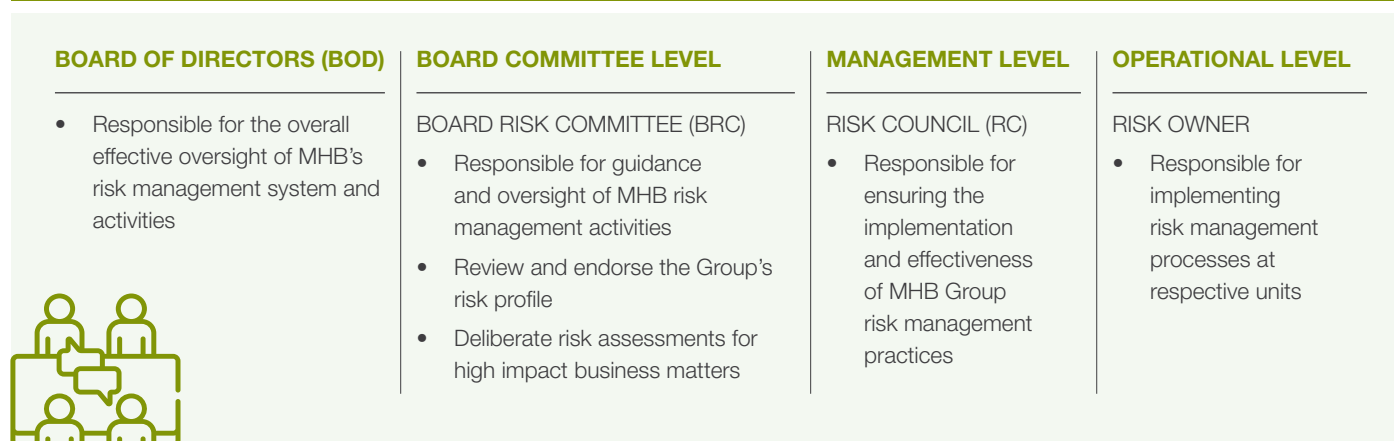 BOARD OF DIRECTORS (BOD)
• Responsible for the overall
effective oversight of MHB’s
risk management system and
activities
BOARD COMMITTEE LEVEL
BOARD RISK COMMITTEE (BRC)
• Responsible for guidance
and oversight of MHB risk
management activities
• Review and endorse the Group’s
risk profile
• Deliberate risk assessments for
high impact business matters
MANAGEMENT LEVEL
RISK COUNCIL (RC)
• Responsible for
ensuring the
implementation
and effectiveness
of MHB Group
risk management
practices
OPERATIONAL LEVEL
RISK OWNER
• Responsible for
implementing
risk management
processes at
respective units